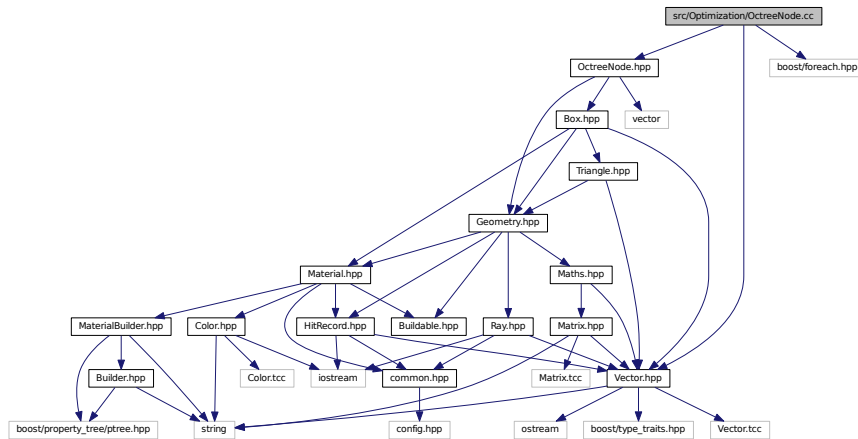 src/Optimization/OctreeNode.cc
OctreeNode.hpp
boost/foreach.hpp
Box.hpp
vector
Triangle.hpp
Geometry.hpp
Material.hpp
Maths.hpp
MaterialBuilder.hpp
Color.hpp
HitRecord.hpp
Buildable.hpp
Ray.hpp
Matrix.hpp
Builder.hpp
Color.tcc
iostream
common.hpp
Matrix.tcc
Vector.hpp
boost/property_tree/ptree.hpp
string
config.hpp
ostream
boost/type_traits.hpp
Vector.tcc